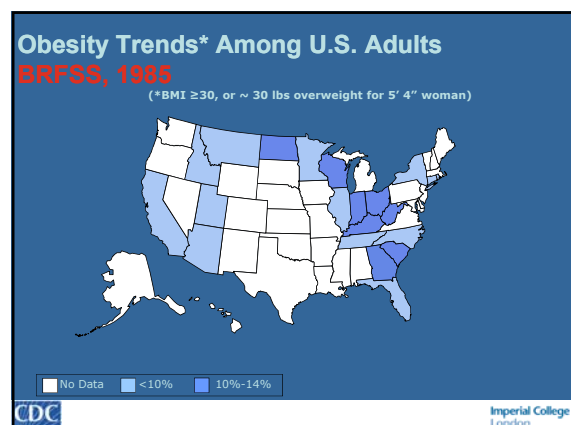 Obesity Trends* Among U.S. Adults
BRFSS, 1985
(*BMI ≥30, or ~ 30 lbs overweight for 5’ 4” woman)
No Data <10% 10%-14%
CDC
Imperial College
London